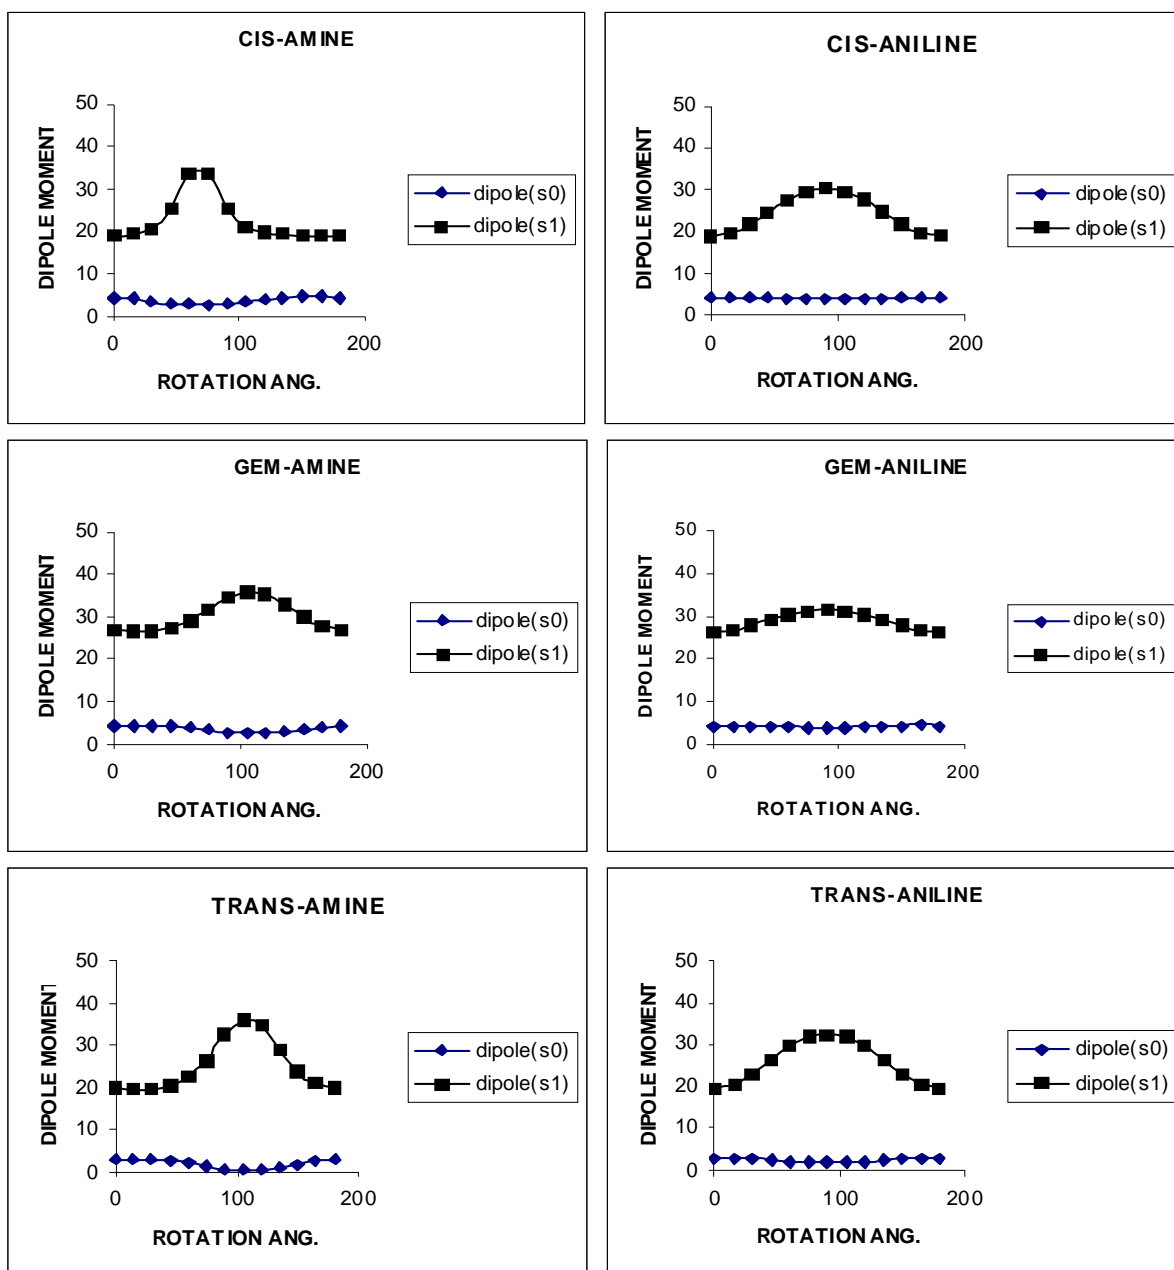 CIS-AMINE
50
40
30
20
10
0
0 100 200
DIPOLE MOMENT
ROTATION ANG.
dipole(s0)
dipole(s1)
CIS-ANILINE
50
40
30
20
10
0
0 100 200
DIPOLE MOMENT
ROTATION ANG.
dipole(s0)
dipole(s1)
GEM-AMINE
50
40
30
20
10
0
0 100 200
DIPOLE MOMENT
ROTATION ANG.
dipole(s0)
dipole(s1)
GEM-ANILINE
50
40
30
20
10
0
0 100 200
DIPOLE MOMENT
ROTATION ANG.
dipole(s0)
dipole(s1)
TRANS-AMINE
50
40
30
20
10
0
0 100 200
DIPOLE MOMENT
ROTATION ANG.
dipole(s0)
dipole(s1)
TRANS-ANILINE
50
40
30
20
10
0
0 100 200
DIPOLE MOMENT
ROTATION ANG.
dipole(s0)
dipole(s1)